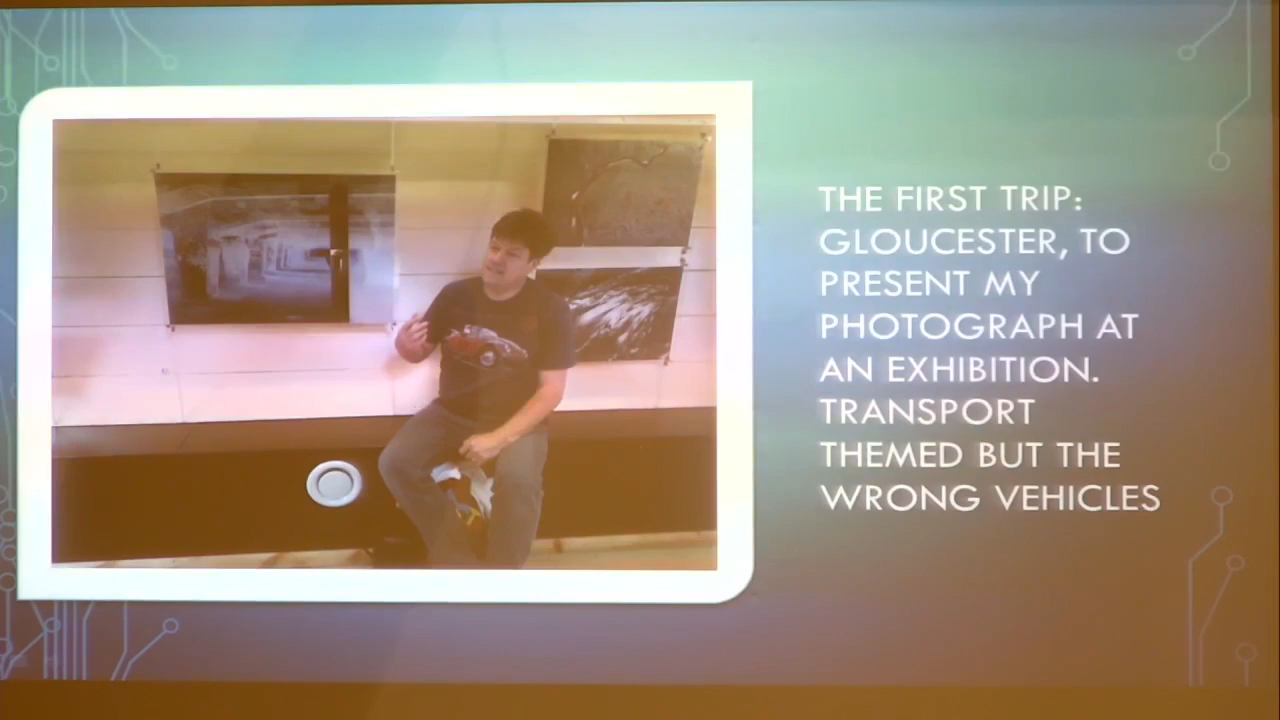 THE FIRST TRIP:
GLOUCESTER, TO
PRESENT MY
PHOTOGRAPH AT
AN EXHIBITION.
TRANSPORT
THEMED BUT THE
WRONG VEHICLES